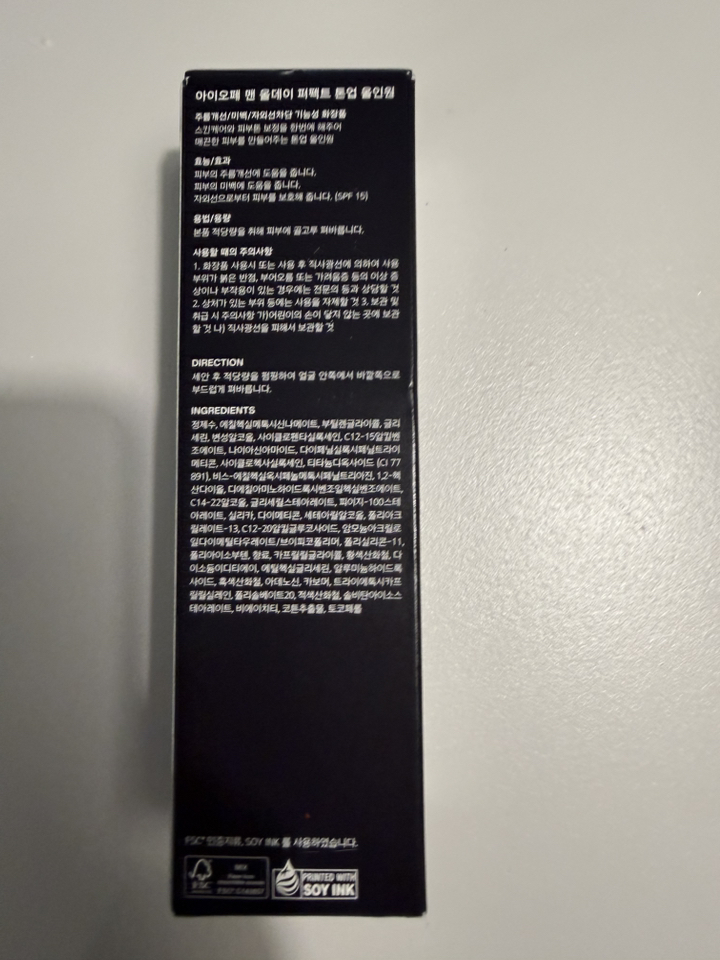 아이오페 맨 올데이 퍼펙트 톤업 올인원
주름개선/미백/자외선차단 기능성 화장품
스킨케어와 피부톤 보정을 한번에 해주어
매끈한 피부를 만들어주는 톤업 올인원
효능/효과
피부의 주름개선에 도움을 줍니다.
피부의 미백에 도움을 줍니다.
자외선으로부터 피부를 보호해 줍니다. (SPF 15)
용법/용량
본품 적당량을 취해 피부에 골고루 펴바릅니다.
사용할 때의 주의사항
1. 화장품 사용시 또는 사용 후 직사광선에 의하여 사용
부위가 붉은 반점, 부어오름 또는 가려움증 등의 이상 증
상이나 부작용이 있는 경우에는 전문의 등과 상담할 것
2. 상처가 있는 부위 등에는 사용을 자제할 것 3. 보관 및
취급 시 주의사항 가)어린이의 손이 닿지 않는 곳에 보관
할 것 나) 직사광선을 피해서 보관할 것
DIRECTION
세안 후 적당량을 펌핑하여 얼굴 안쪽에서 바깥쪽으로
부드럽게 펴바릅니다.
INGREDIENTS
정제수, 에칠헥실메톡시신나메이트, 부틸렌글라이콜, 글리
세린, 변성알코올, 사이클로펜타실록세인, C12-15알킬벤
조에이트, 나이아신아마이드, 다이페닐실록시페닐트라이
메티콘, 사이클로헥사실록세인, 티타늄디옥사이드 (CI 77
891), 비스-에칠헥실옥시페놀메톡시페닐트리아진, 1,2-헥
산다이올, 디에칠아미노하이드록시벤조일헥실벤조에이트,
C14-22알코올, 글리세릴스테아레이트, 피이지-100스테
아레이트, 실리카, 다이메티콘, 세테아릴알코올, 폴리아크
릴레이트-13, C12-20알킬글루코사이드, 암모늄아크릴로
일다이메틸타우레이트/브이피코폴리머, 폴리실리콘-11,
폴리아이소부텐, 향료, 카프릴릴글라이콜, 황색산화철, 다
이소듐이디티에이, 에틸헥실글리세린, 알루미늄하이드록
사이드, 흑색산화철, 아데노신, 카보머, 트라이에톡시카프
릴릴실레인, 폴리솔베이트20, 적색산화철, 솔비탄아이소스
테아레이트, 비에이치티, 코튼추출물, 토코페롤
FSC™ 인증지류, SOY INK 를 사용하였습니다.
FSC
MIX
PRINTED WITH
SOY INK